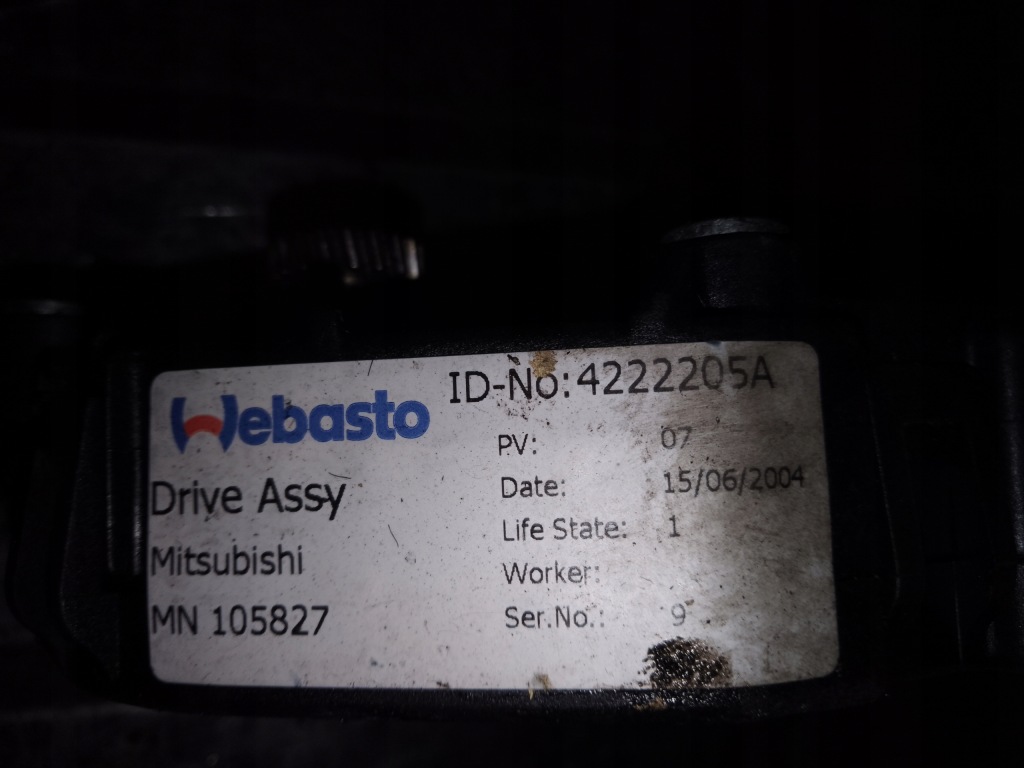 Webasto
ID-No:4222205A
Drive Assy
Mitsubishi
MN 105827
PV: 07
Date: 15/06/2004
Life State: 1
Worker:
Ser.No.: 9